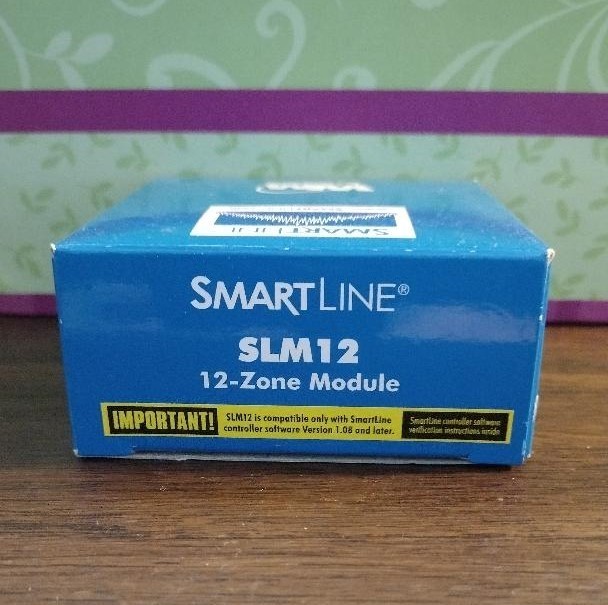 SMARTLINE
SMARTLINE®
SLM12
12-Zone Module
IMPORTANT!
SLM12 is compatible only with SmartLine
controller software Version 1.08 and later.
SmartLine controller software
verification instructions inside